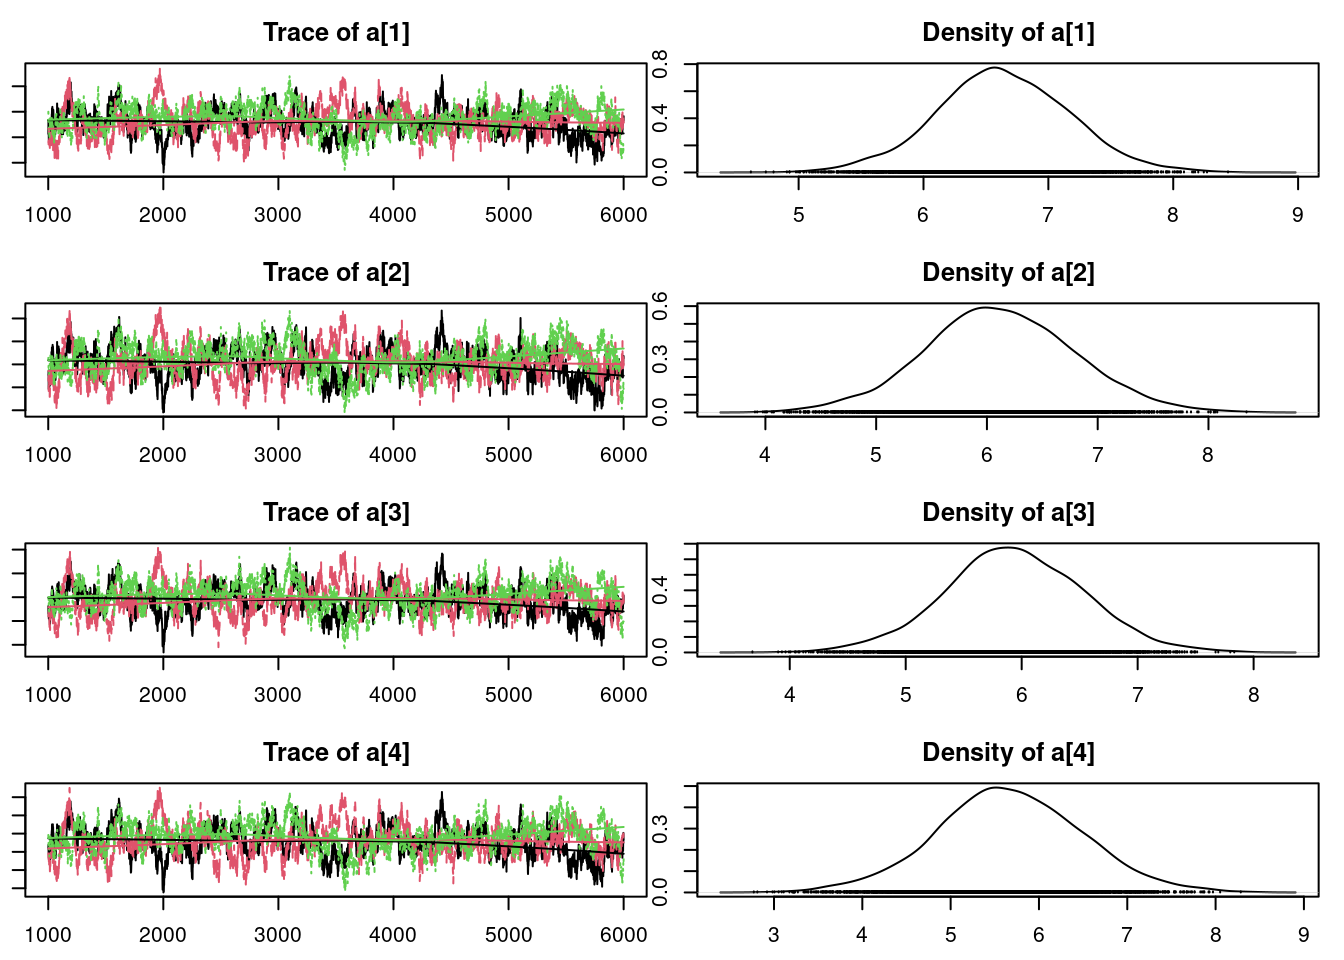 Trace of a[1]
1000 2000 3000 4000 5000 6000
Density of a[1]
0.0 0.4 0.8
5 6 7 8 9
Trace of a[2]
1000 2000 3000 4000 5000 6000
Density of a[2]
0.0 0.3 0.6
4 5 6 7 8
Trace of a[3]
1000 2000 3000 4000 5000 6000
Density of a[3]
0.0 0.4
4 5 6 7 8
Trace of a[4]
1000 2000 3000 4000 5000 6000
Density of a[4]
0.0 0.3
3 4 5 6 7 8 9